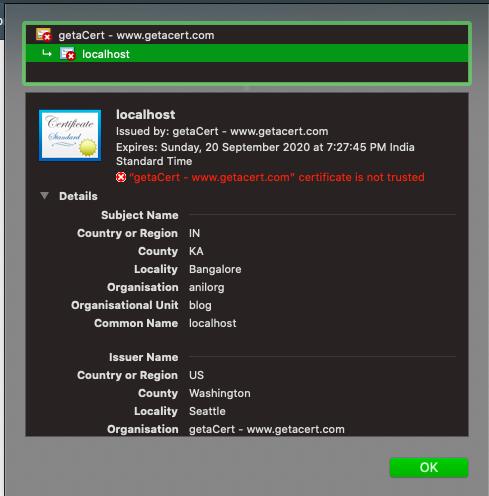 getaCert - www.getacert.com
localhost
Certificate
Standard
localhost
Issued by: getaCert - www.getacert.com
Expires: Sunday, 20 September 2020 at 7:27:45 PM India
Standard Time
"getaCert - www.getacert.com" certificate is not trusted
Details
Subject Name
Country or Region IN
County KA
Locality Bangalore
Organisation anilorg
Organisational Unit blog
Common Name localhost
Issuer Name
Country or Region US
County Washington
Locality Seattle
Organisation getaCert - www.getacert.com
OK